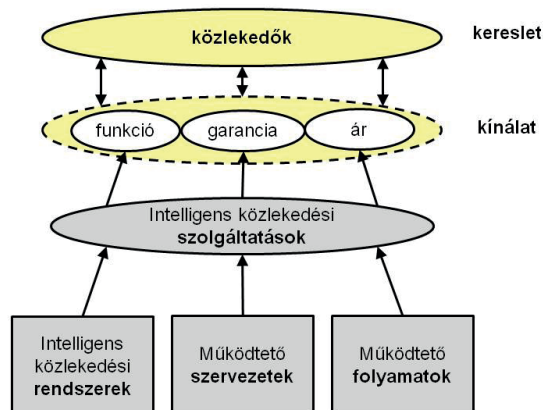 közlekedők
kereslet
funkció
garancia
ár
kínálat
Intelligens közlekedési
szolgáltatások
Intelligens
közlekedési
rendszerek
Működtető
szervezetek
Működtető
folyamatok